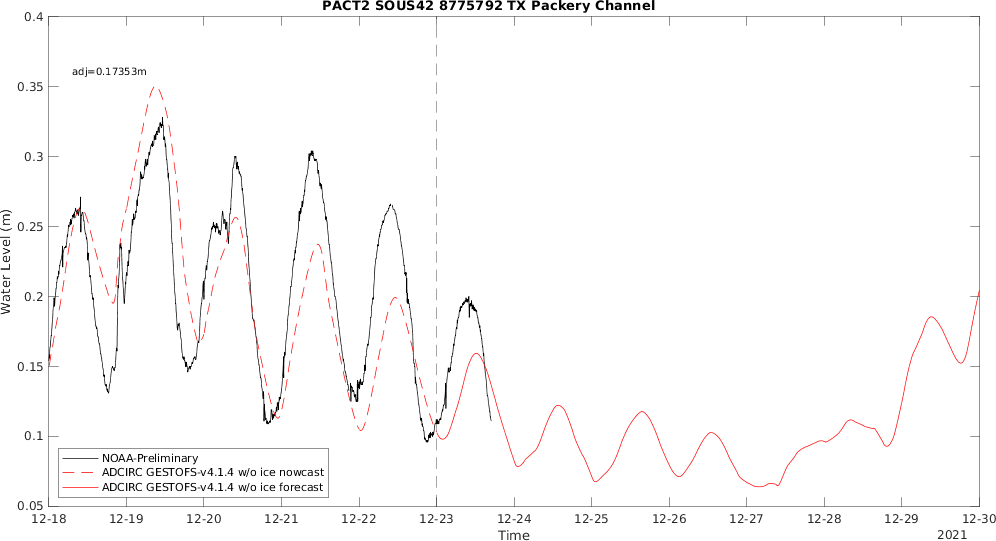 PACT2 SOUS42 8775792 TX Packery Channel
0.4
adj=0.17353m
0.35
0.3
0.25
Water Level (m)
0.2
0.15
0.1
0.05
NOAA-Preliminary
ADCIRC GESTOFS-v4.1.4 w/o ice nowcast
ADCIRC GESTOFS-v4.1.4 w/o ice forecast
12-18 12-19 12-20 12-21 12-22 12-23 12-24 12-25 12-26 12-27 12-28 12-29 12-30
Time
2021